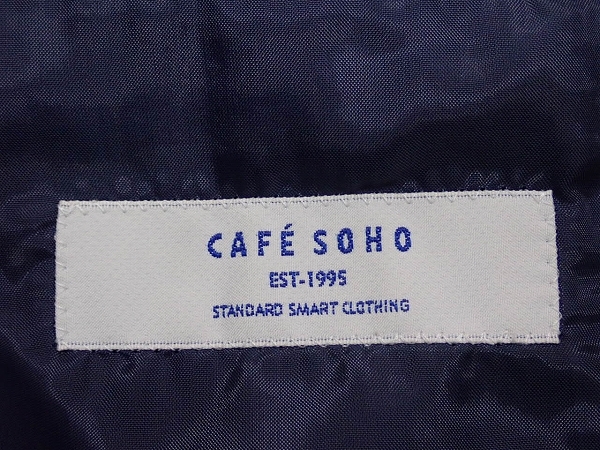 CAFÉ SOHO
EST-1995
STANDARD SMART CLOTHING